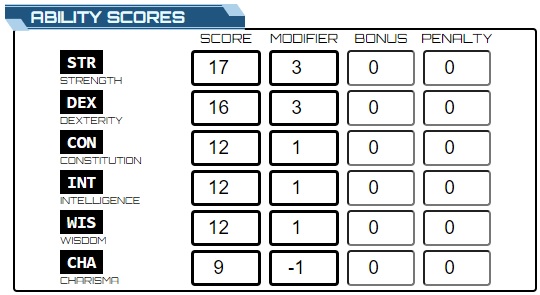 ABILITY SCORES
SCORE MODIFIER BONUS PENALTY
STR 17 3 0 0
STRENGTH
DEX 16 3 0 0
DEXTERITY
CON 12 1 0 0
CONSTITUTION
INT 12 1 0 0
INTELLIGENCE
WIS 12 1 0 0
WISDOM
CHA 9 -1 0 0
CHARISMA